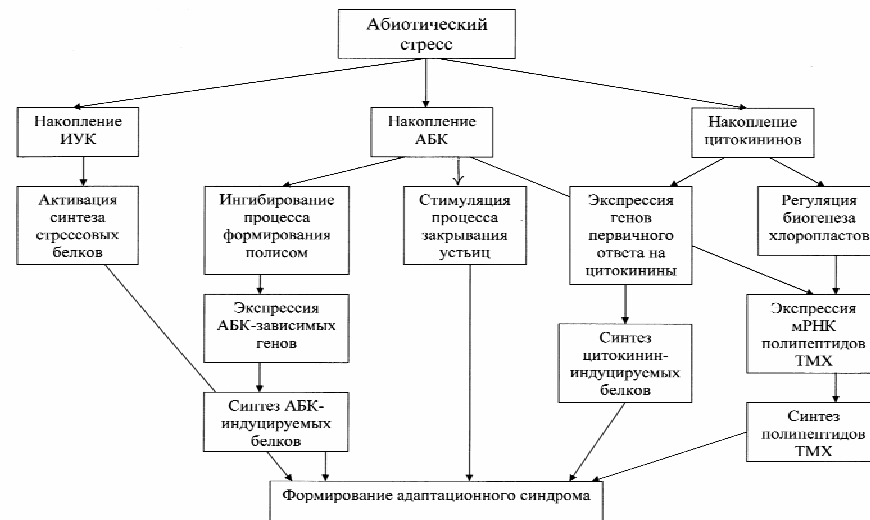 Абиотический
стресс
Накопление
ИУК
Накопление
АБК
Накопление
цитокининов
Активация
синтеза
стрессовых
белков
Ингибирование
процесса
формирования
полисом
Стимуляция
процесса
закрывания
устьиц
Экспрессия
генов
первичного
ответа на
цитокинины
Регуляция
биогенеза
хлоропластов
Экспрессия
АБК-зависимых
генов
Синтез
цитокинин-
индуцируемых
белков
Экспрессия
мРНК
полипептидов
ТМХ
Синтез АБК-
индуцируемых
белков
Синтез
полипептидов
ТМХ
Формирование адаптационного синдрома